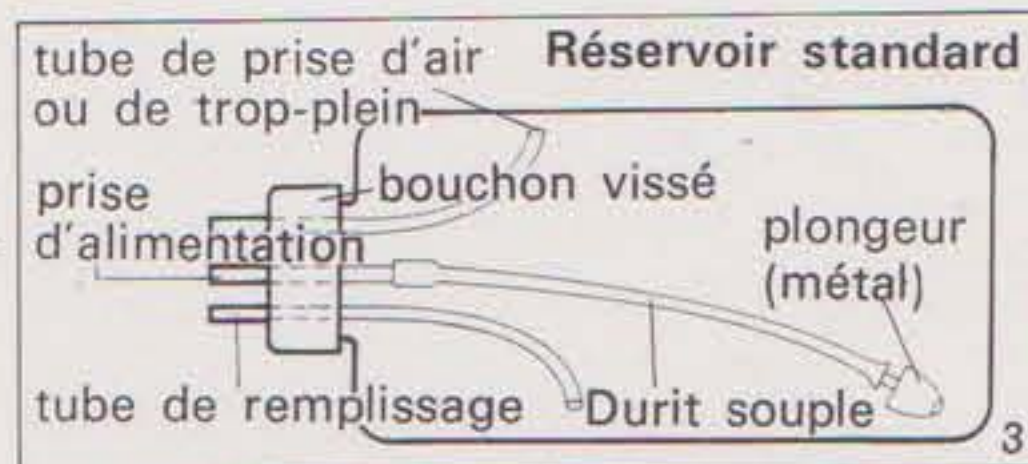 Réservoir standard
tube de prise d'air
ou de trop-plein
bouchon vissé
prise
d'alimentation
plongeur
(métal)
tube de remplissage
Durit souple
3